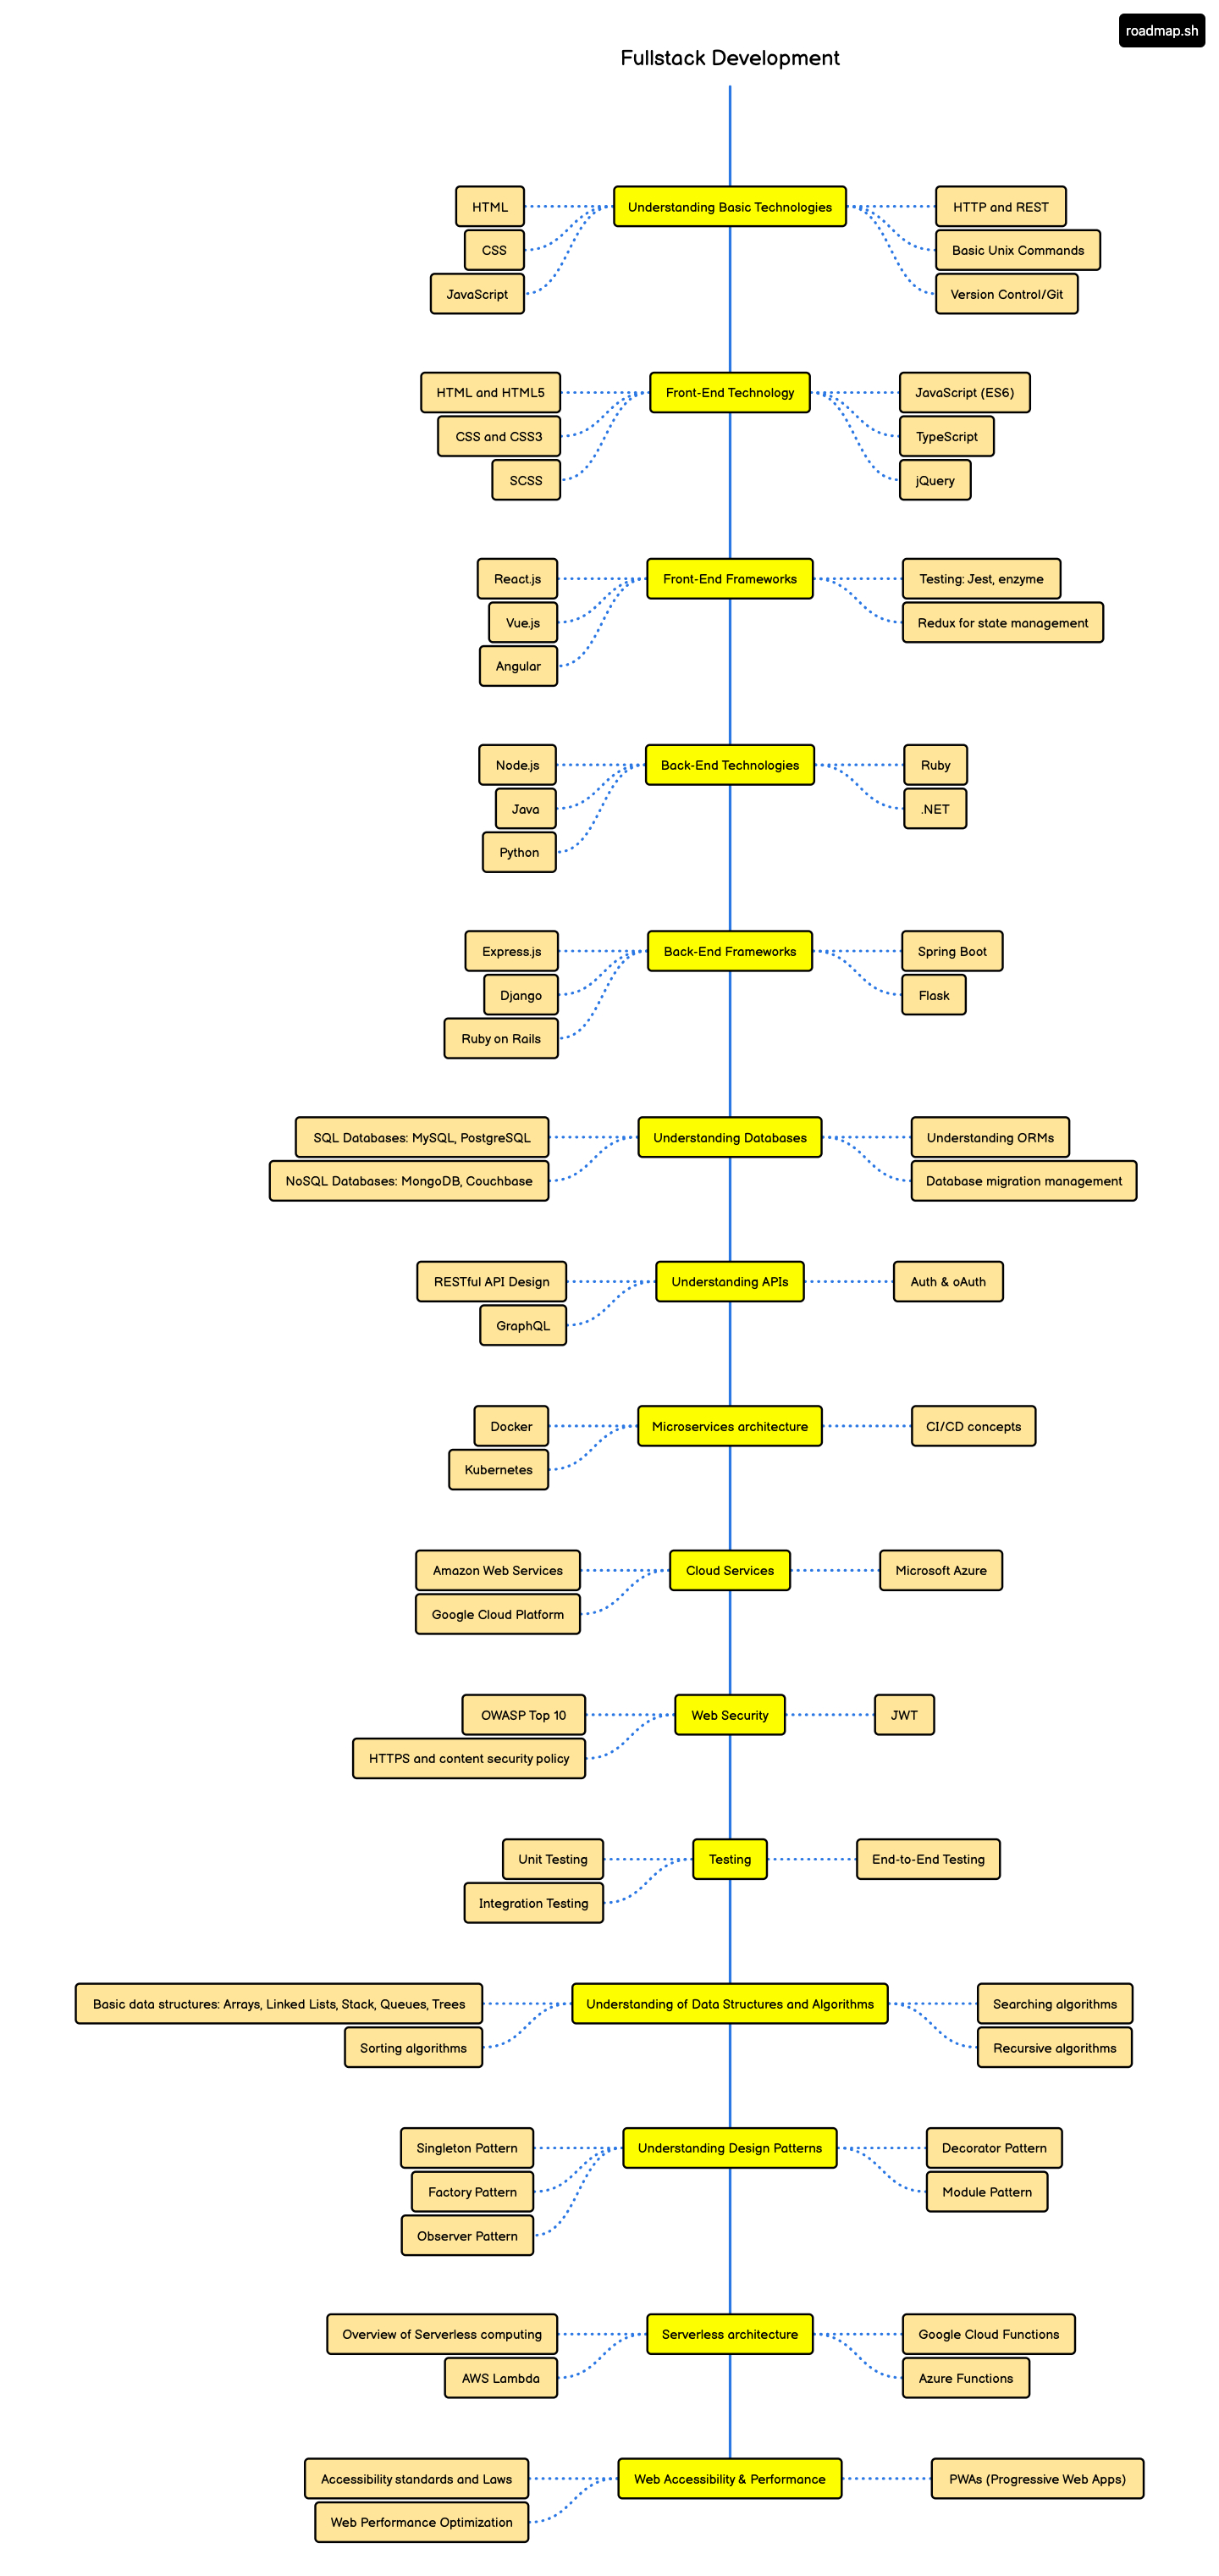 roadmap.sh
Fullstack Development
HTML
Understanding Basic Technologies
HTTP and REST
CSS
Basic Unix Commands
JavaScript
Version Control/Git
HTML and HTML5
Front-End Technology
JavaScript (ES6)
CSS and CSS3
TypeScript
SCSS
jQuery
React.js
Front-End Frameworks
Testing: Jest, enzyme
Vue.js
Redux for state management
Angular
Node.js
Back-End Technologies
Ruby
Java
.NET
Python
Express.js
Back-End Frameworks
Spring Boot
Django
Flask
Ruby on Rails
SQL Databases: MySQL, PostgreSQL
Understanding Databases
Understanding ORMs
NoSQL Databases: MongoDB, Couchbase
Database migration management
RESTful API Design
Understanding APIs
Auth & oAuth
GraphQL
Docker
Microservices architecture
CI/CD concepts
Kubernetes
Amazon Web Services
Cloud Services
Microsoft Azure
Google Cloud Platform
OWASP Top 10
Web Security
JWT
HTTPS and content security policy
Unit Testing
Testing
End-to-End Testing
Integration Testing
Basic data structures: Arrays, Linked Lists, Stack, Queues, Trees
Understanding of Data Structures and Algorithms
Searching algorithms
Sorting algorithms
Recursive algorithms
Singleton Pattern
Understanding Design Patterns
Decorator Pattern
Factory Pattern
Module Pattern
Observer Pattern
Overview of Serverless computing
Serverless architecture
Google Cloud Functions
AWS Lambda
Azure Functions
Accessibility standards and Laws
Web Accessibility & Performance
PWAs (Progressive Web Apps)
Web Performance Optimization